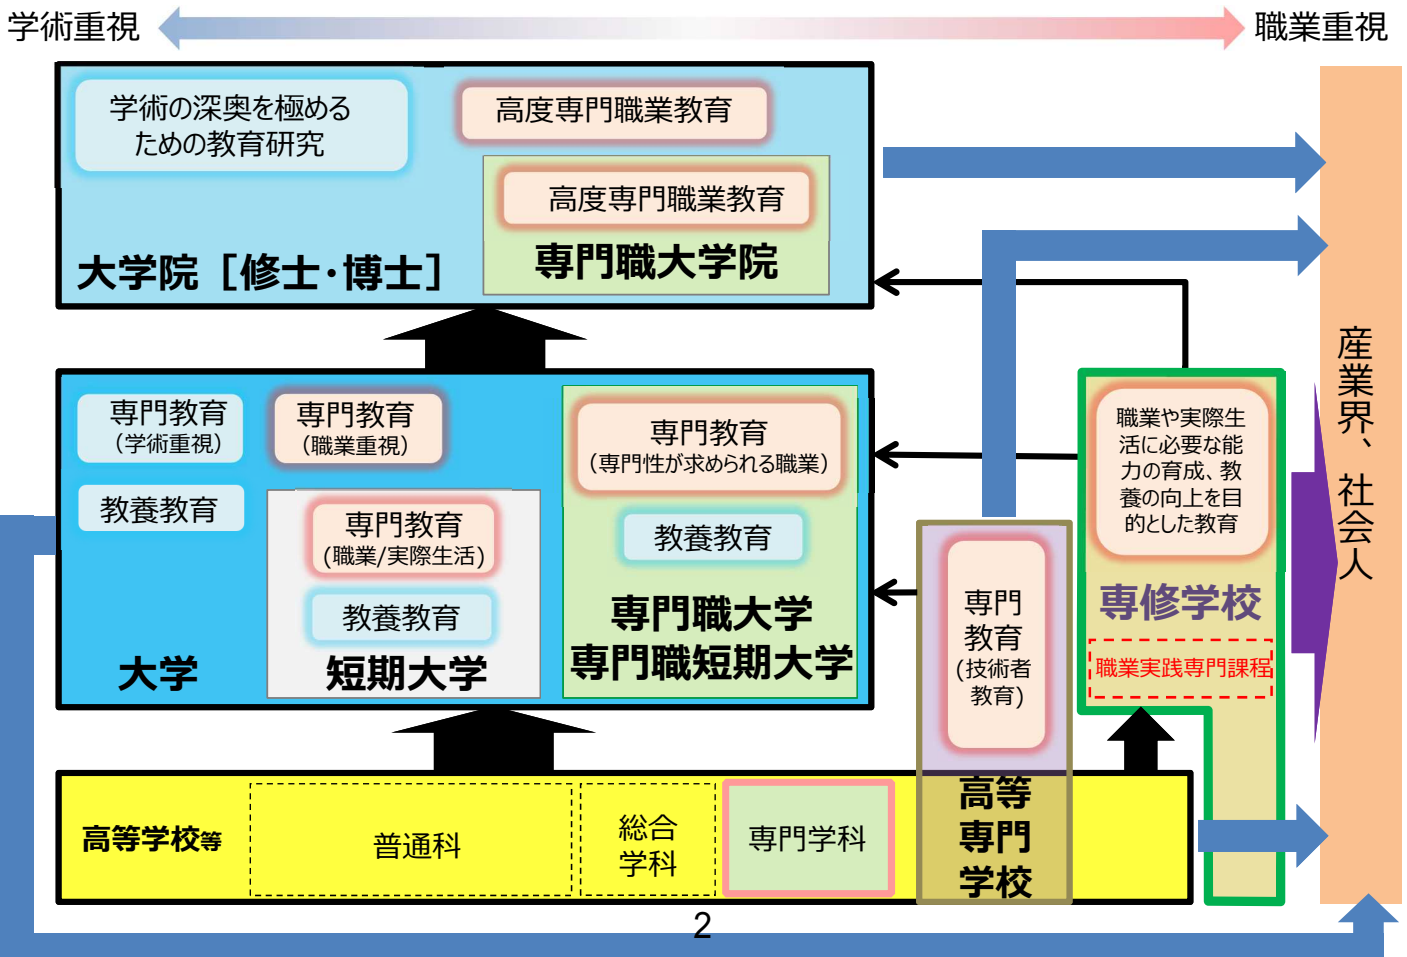 学術重視
職業重視
学術の深奥を極める
ための教育研究
高度専門職業教育
高度専門職業教育
専門職大学院
大学院［修士・博士］
専門教育
（学術重視）
専門教育
（職業重視）
教養教育
専門教育
(職業/実際生活)
教養教育
大学
短期大学
専門教育
（専門性が求められる職業）
教養教育
専門職大学
専門職短期大学
専門
教育
(技術者
教育)
高等
専門
学校
職業や実際生
活に必要な能
力の育成、教
養の向上を目
的とした教育
専修学校
職業実践専門課程
産業界、社会人
高等学校等
普通科
総合
学科
専門学科
2